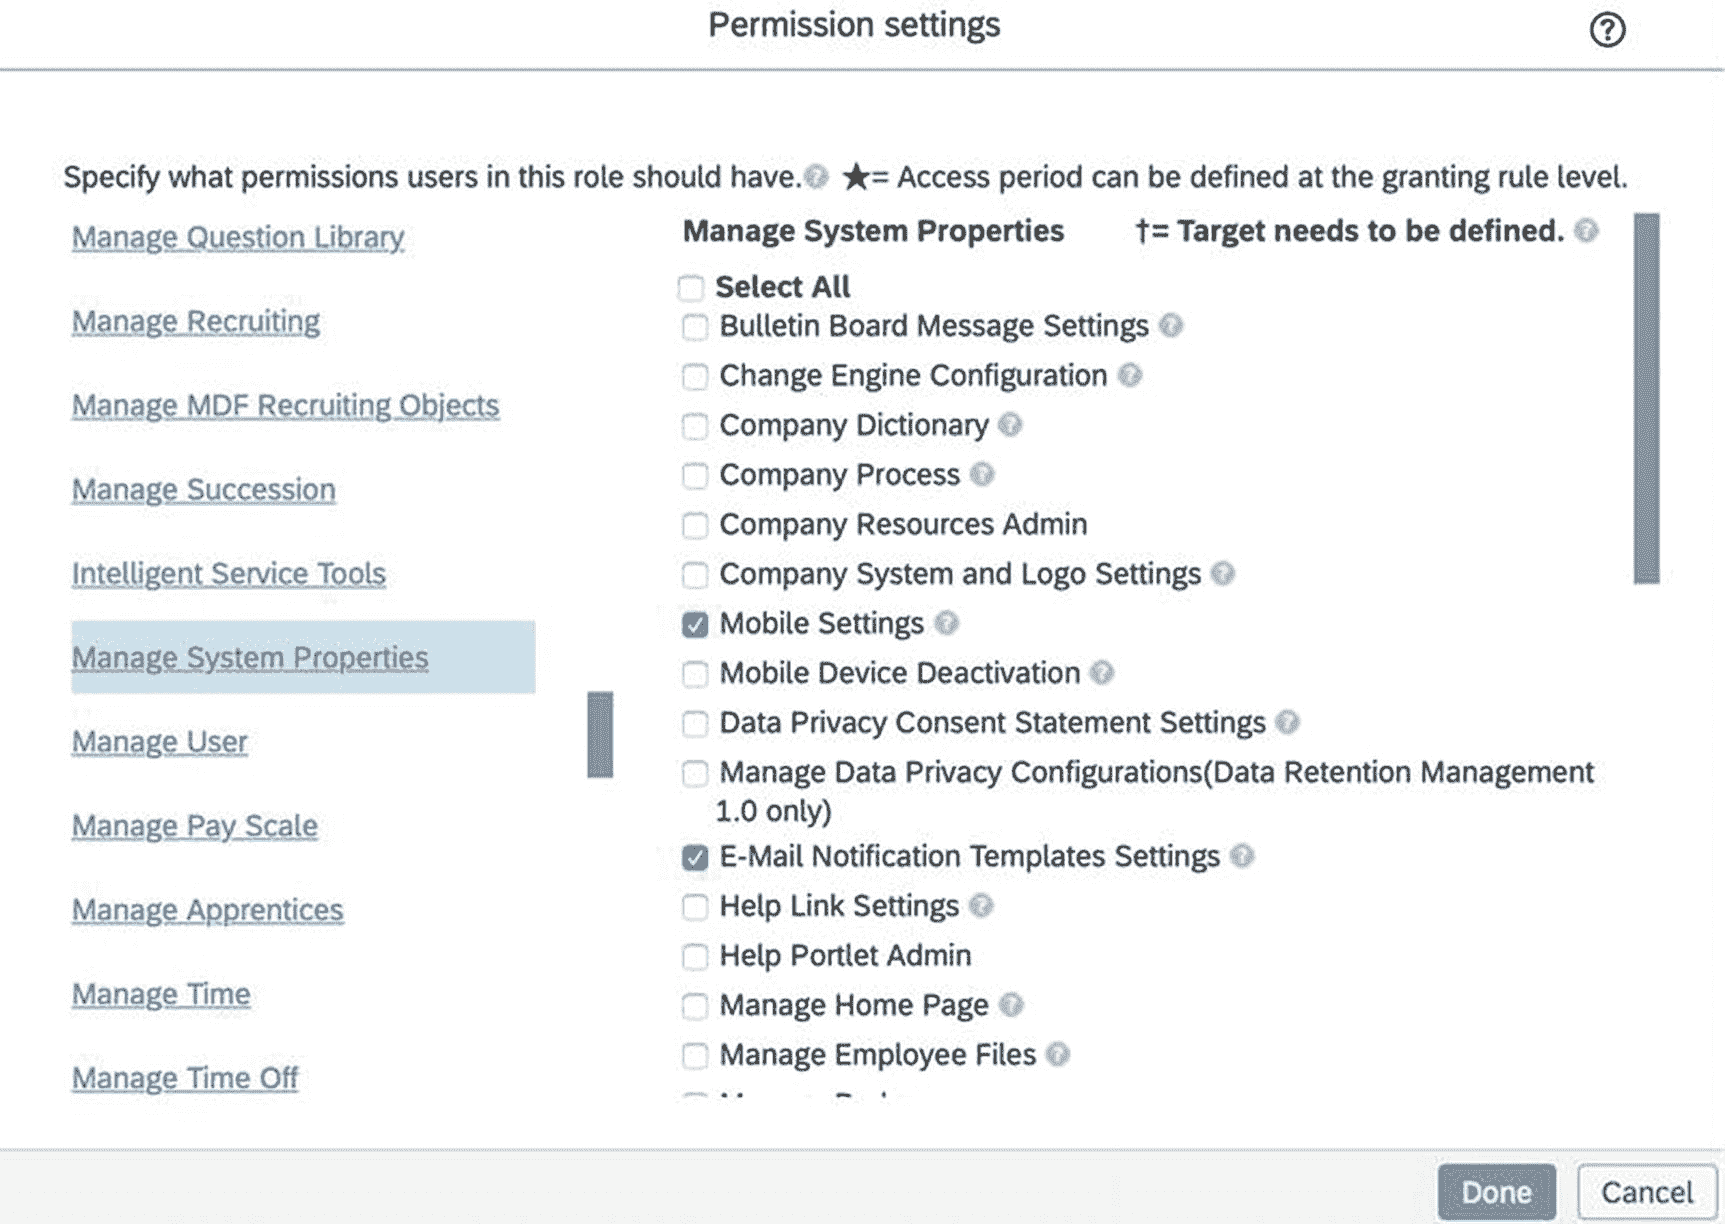 Permission settings
Specify what permissions users in this role should have. ★= Access period can be defined at the granting rule level.
Manage Question Library
Manage Recruiting
Manage MDF Recruiting Objects
Manage Succession
Intelligent Service Tools
Manage System Properties
Manage User
Manage Pay Scale
Manage Apprentices
Manage Time
Manage Time Off
Manage System Properties †= Target needs to be defined.
Select All
Bulletin Board Message Settings
Change Engine Configuration
Company Dictionary
Company Process
Company Resources Admin
Company System and Logo Settings
Mobile Settings
Mobile Device Deactivation
Data Privacy Consent Statement Settings
Manage Data Privacy Configurations(Data Retention Management
1.0 only)
E-Mail Notification Templates Settings
Help Link Settings
Help Portlet Admin
Manage Home Page
Manage Employee Files
Done Cancel